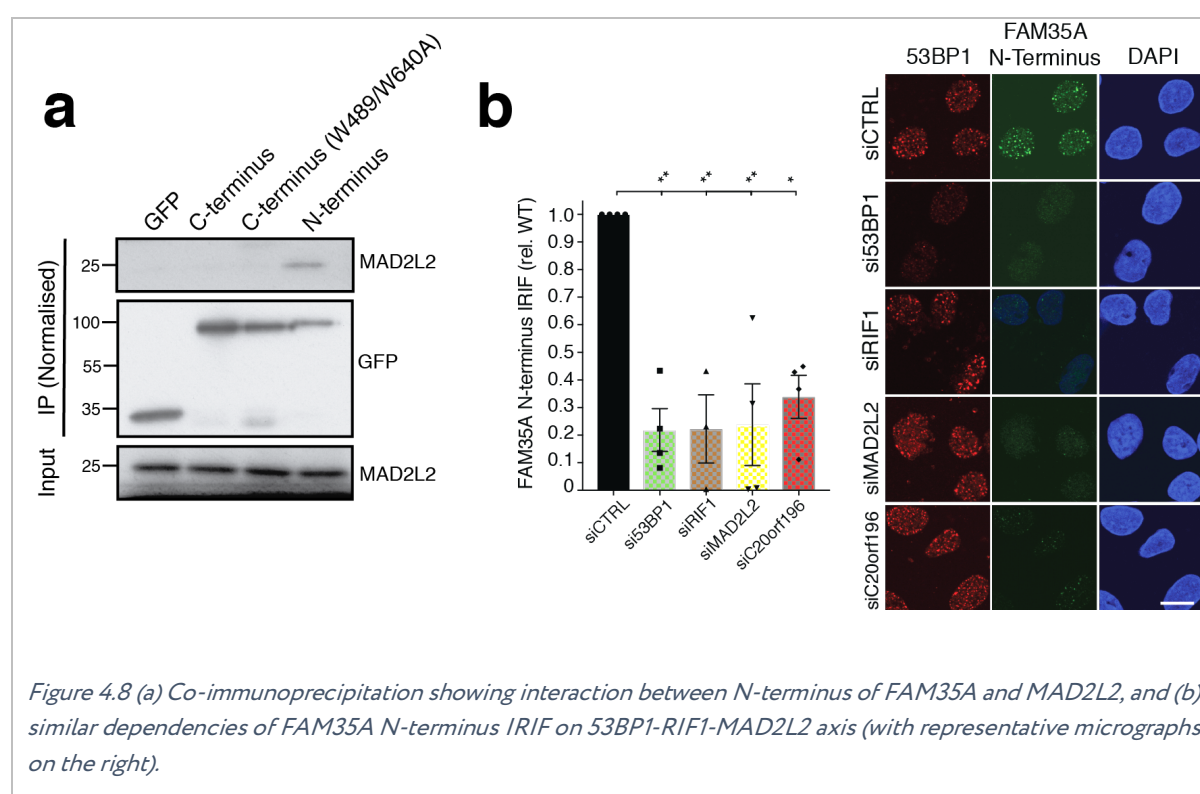 a
GFP
C-terminus
C-terminus (W489/W640A)
N-terminus
IP (Normalised)
25
MAD2L2
100
55
35
GFP
Input
25
MAD2L2
b
** ** ** *
FAM35A N-terminus IRIF (rel. WT)
1.0
0.9
0.8
0.7
0.6
0.5
0.4
0.3
0.2
0.1
0
siCTRL
si53BP1
siRIF1
siMAD2L2
siC20orf196
53BP1
FAM35A
N-Terminus
DAPI
siCTRL
si53BP1
siRIF1
siMAD2L2
siC20orf196
Figure 4.8 (a) Co-immunoprecipitation showing interaction between N-terminus of FAM35A and MAD2L2, and (b)
similar dependencies of FAM35A N-terminus IRIF on 53BP1-RIF1-MAD2L2 axis (with representative micrographs
on the right).